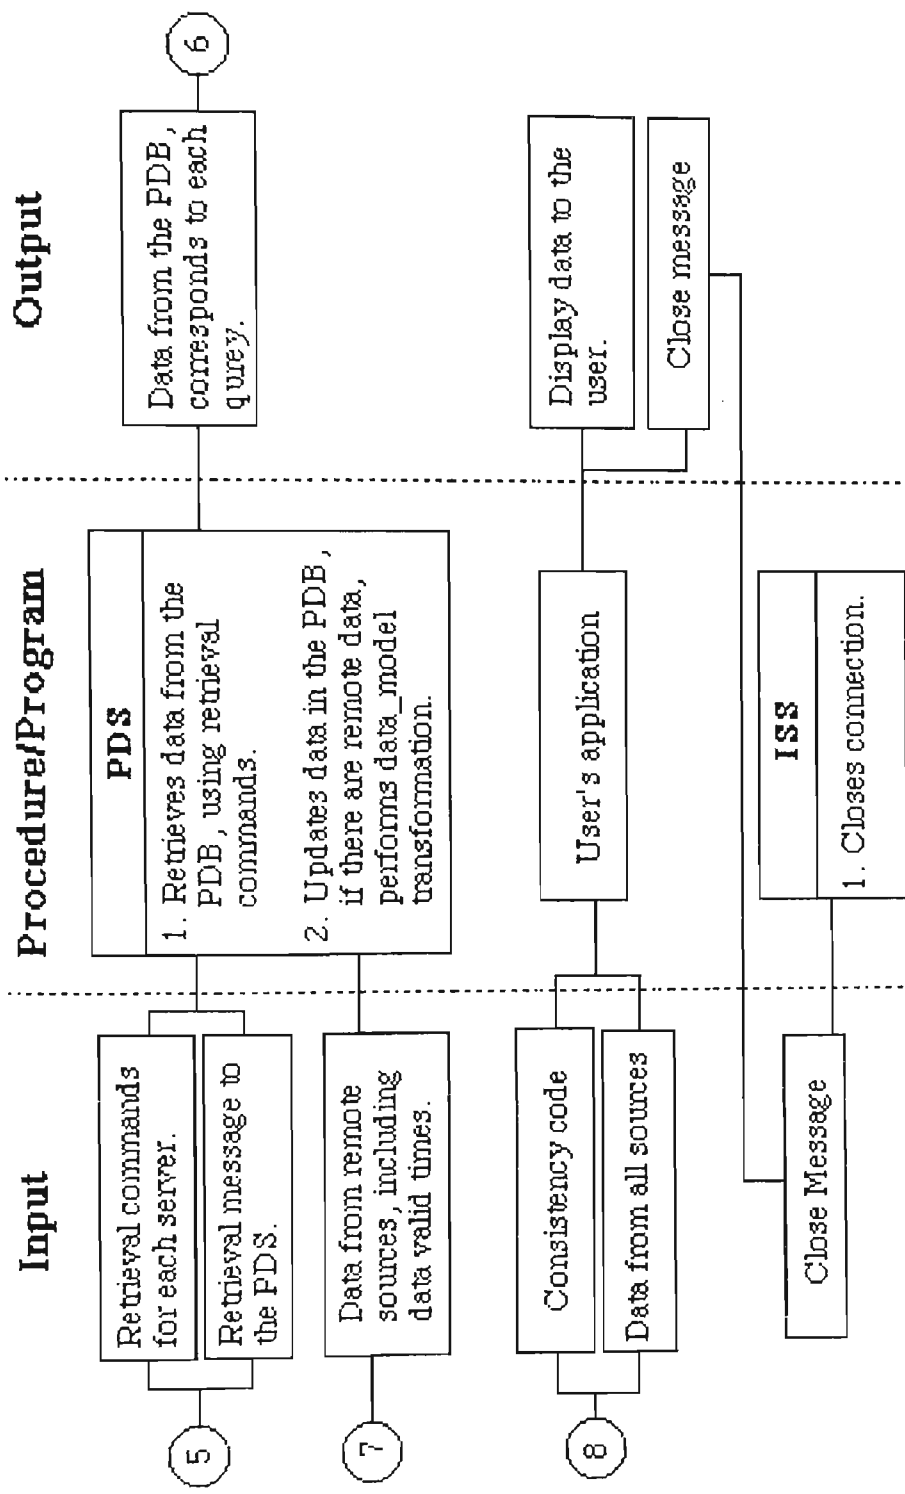 Input
Procedure/Program
Output
5
Retrieval commands
for each server.
Retrieval message to
the PDS.
PDS
1. Retrieves data from the
PDB, using retrieval
commands.
2. Updates data in the PDB,
if there are remote data,
performs data_model
transformation.
Data from the PDB,
corresponds to each
qurey.
6
7
Data from remote
sources, including
data valid times.
8
Consistency code
Data from all sources
User's application
Display data to the
user.
Close message
Close Message
ISS
1. Closes connection.